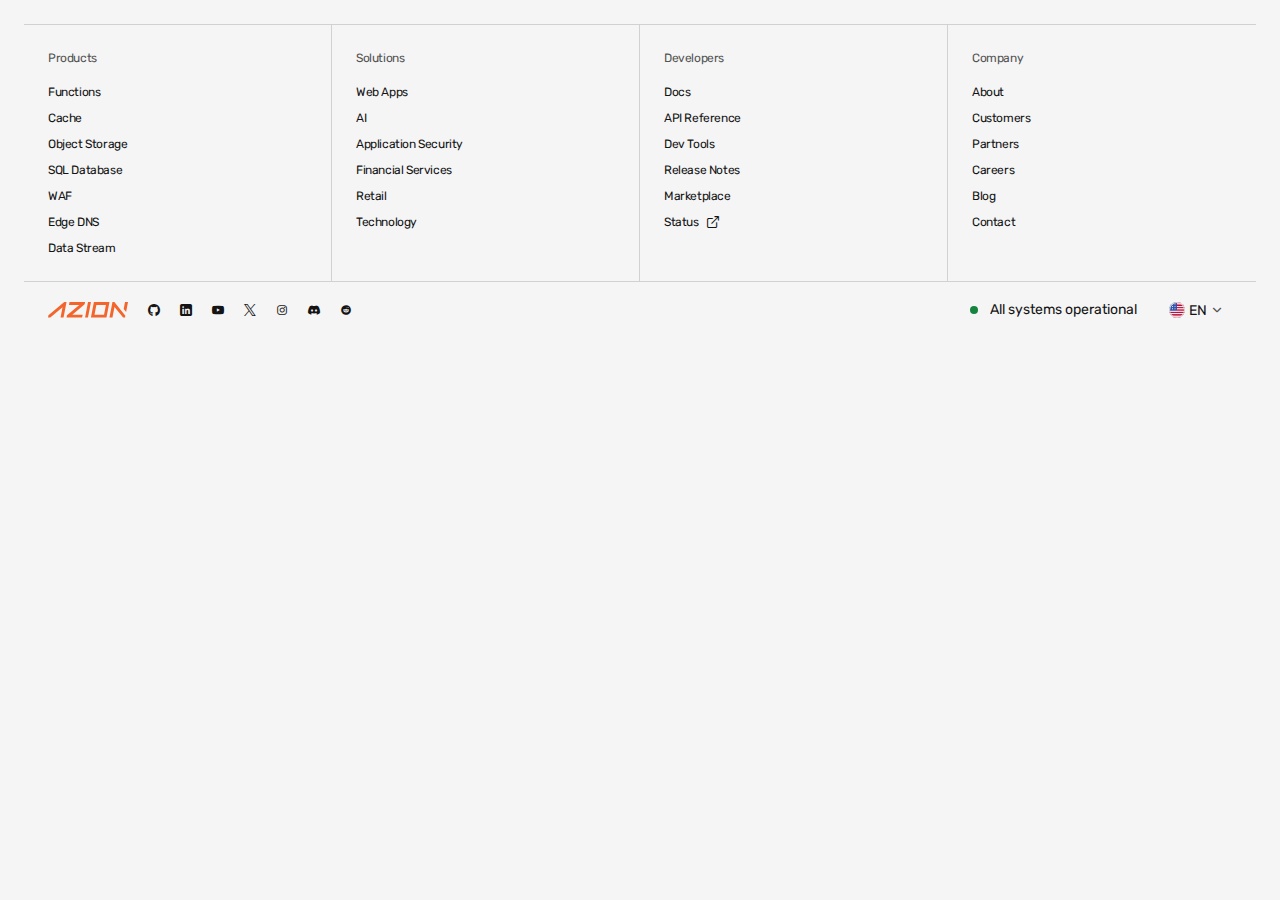 Products
Functions
Cache
Object Storage
SQL Database
WAF
Edge DNS
Data Stream
Solutions
Web Apps
AI
Application Security
Financial Services
Retail
Technology
Developers
Docs
API Reference
Dev Tools
Release Notes
Marketplace
Status
Company
About
Customers
Partners
Careers
Blog
Contact
AZION
All systems operational
EN